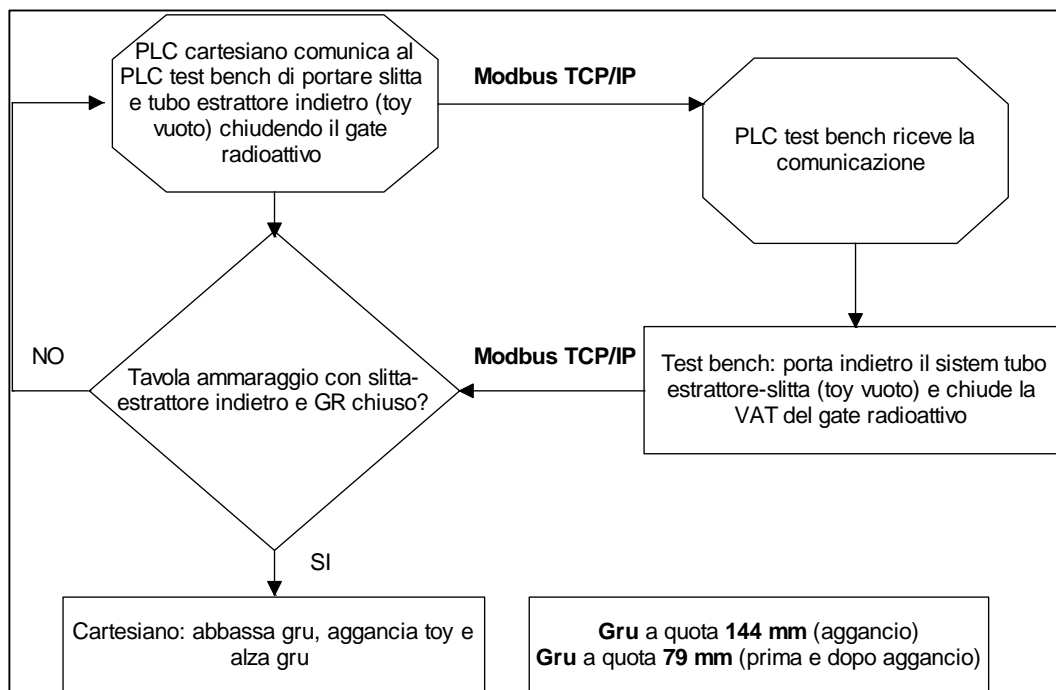 PLC cartesiano comunica al
PLC test bench di portare slitta
e tubo estrattore indietro (toy
vuoto) chiudendo il gate
radioattivo
Modbus TCP/IP
PLC test bench riceve la
comunicazione
NO
Tavola ammaraggio con slitta-
estrattore indietro e GR chiuso?
Modbus TCP/IP
Test bench: porta indietro il sistem tubo
estrattore-slitta (toy vuoto) e chiude la
VAT del gate radioattivo
SI
Cartesiano: abbassa gru, aggancia toy e
alza gru
Gru a quota 144 mm (aggancio)
Gru a quota 79 mm (prima e dopo aggancio)